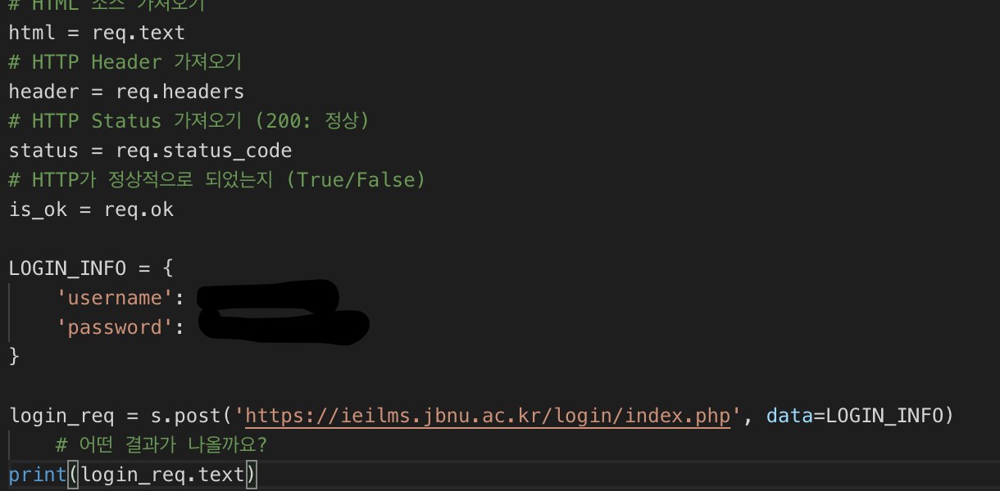 # HTML 소스 가져오기
html = req.text
# HTTP Header 가져오기
header = req.headers
# HTTP Status 가져오기 (200: 정상)
status = req.status_code
# HTTP가 정상적으로 되었는지 (True/False)
is_ok = req.ok
LOGIN_INFO = {
'username':
'password':
}
login_req = s.post('https://ieilms.jbnu.ac.kr/login/index.php', data=LOGIN_INFO)
# 어떤 결과가 나올까요?
print(login_req.text)